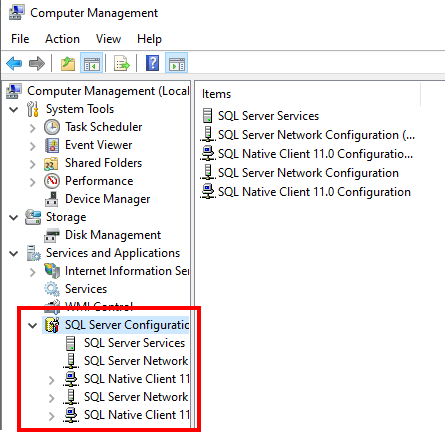 Computer Management
File Action View Help
Computer Management (Local
System Tools
Task Scheduler
Event Viewer
Shared Folders
Performance
Device Manager
Storage
Disk Management
Services and Applications
Internet Information Ser
Services
WMI Control
SQL Server Configuratic
SQL Server Services
SQL Server Network
SQL Native Client 11
SQL Server Network
SQL Native Client 11
Items
SQL Server Services
SQL Server Network Configuration (...
SQL Native Client 11.0 Configuratio...
SQL Server Network Configuration
SQL Native Client 11.0 Configuration